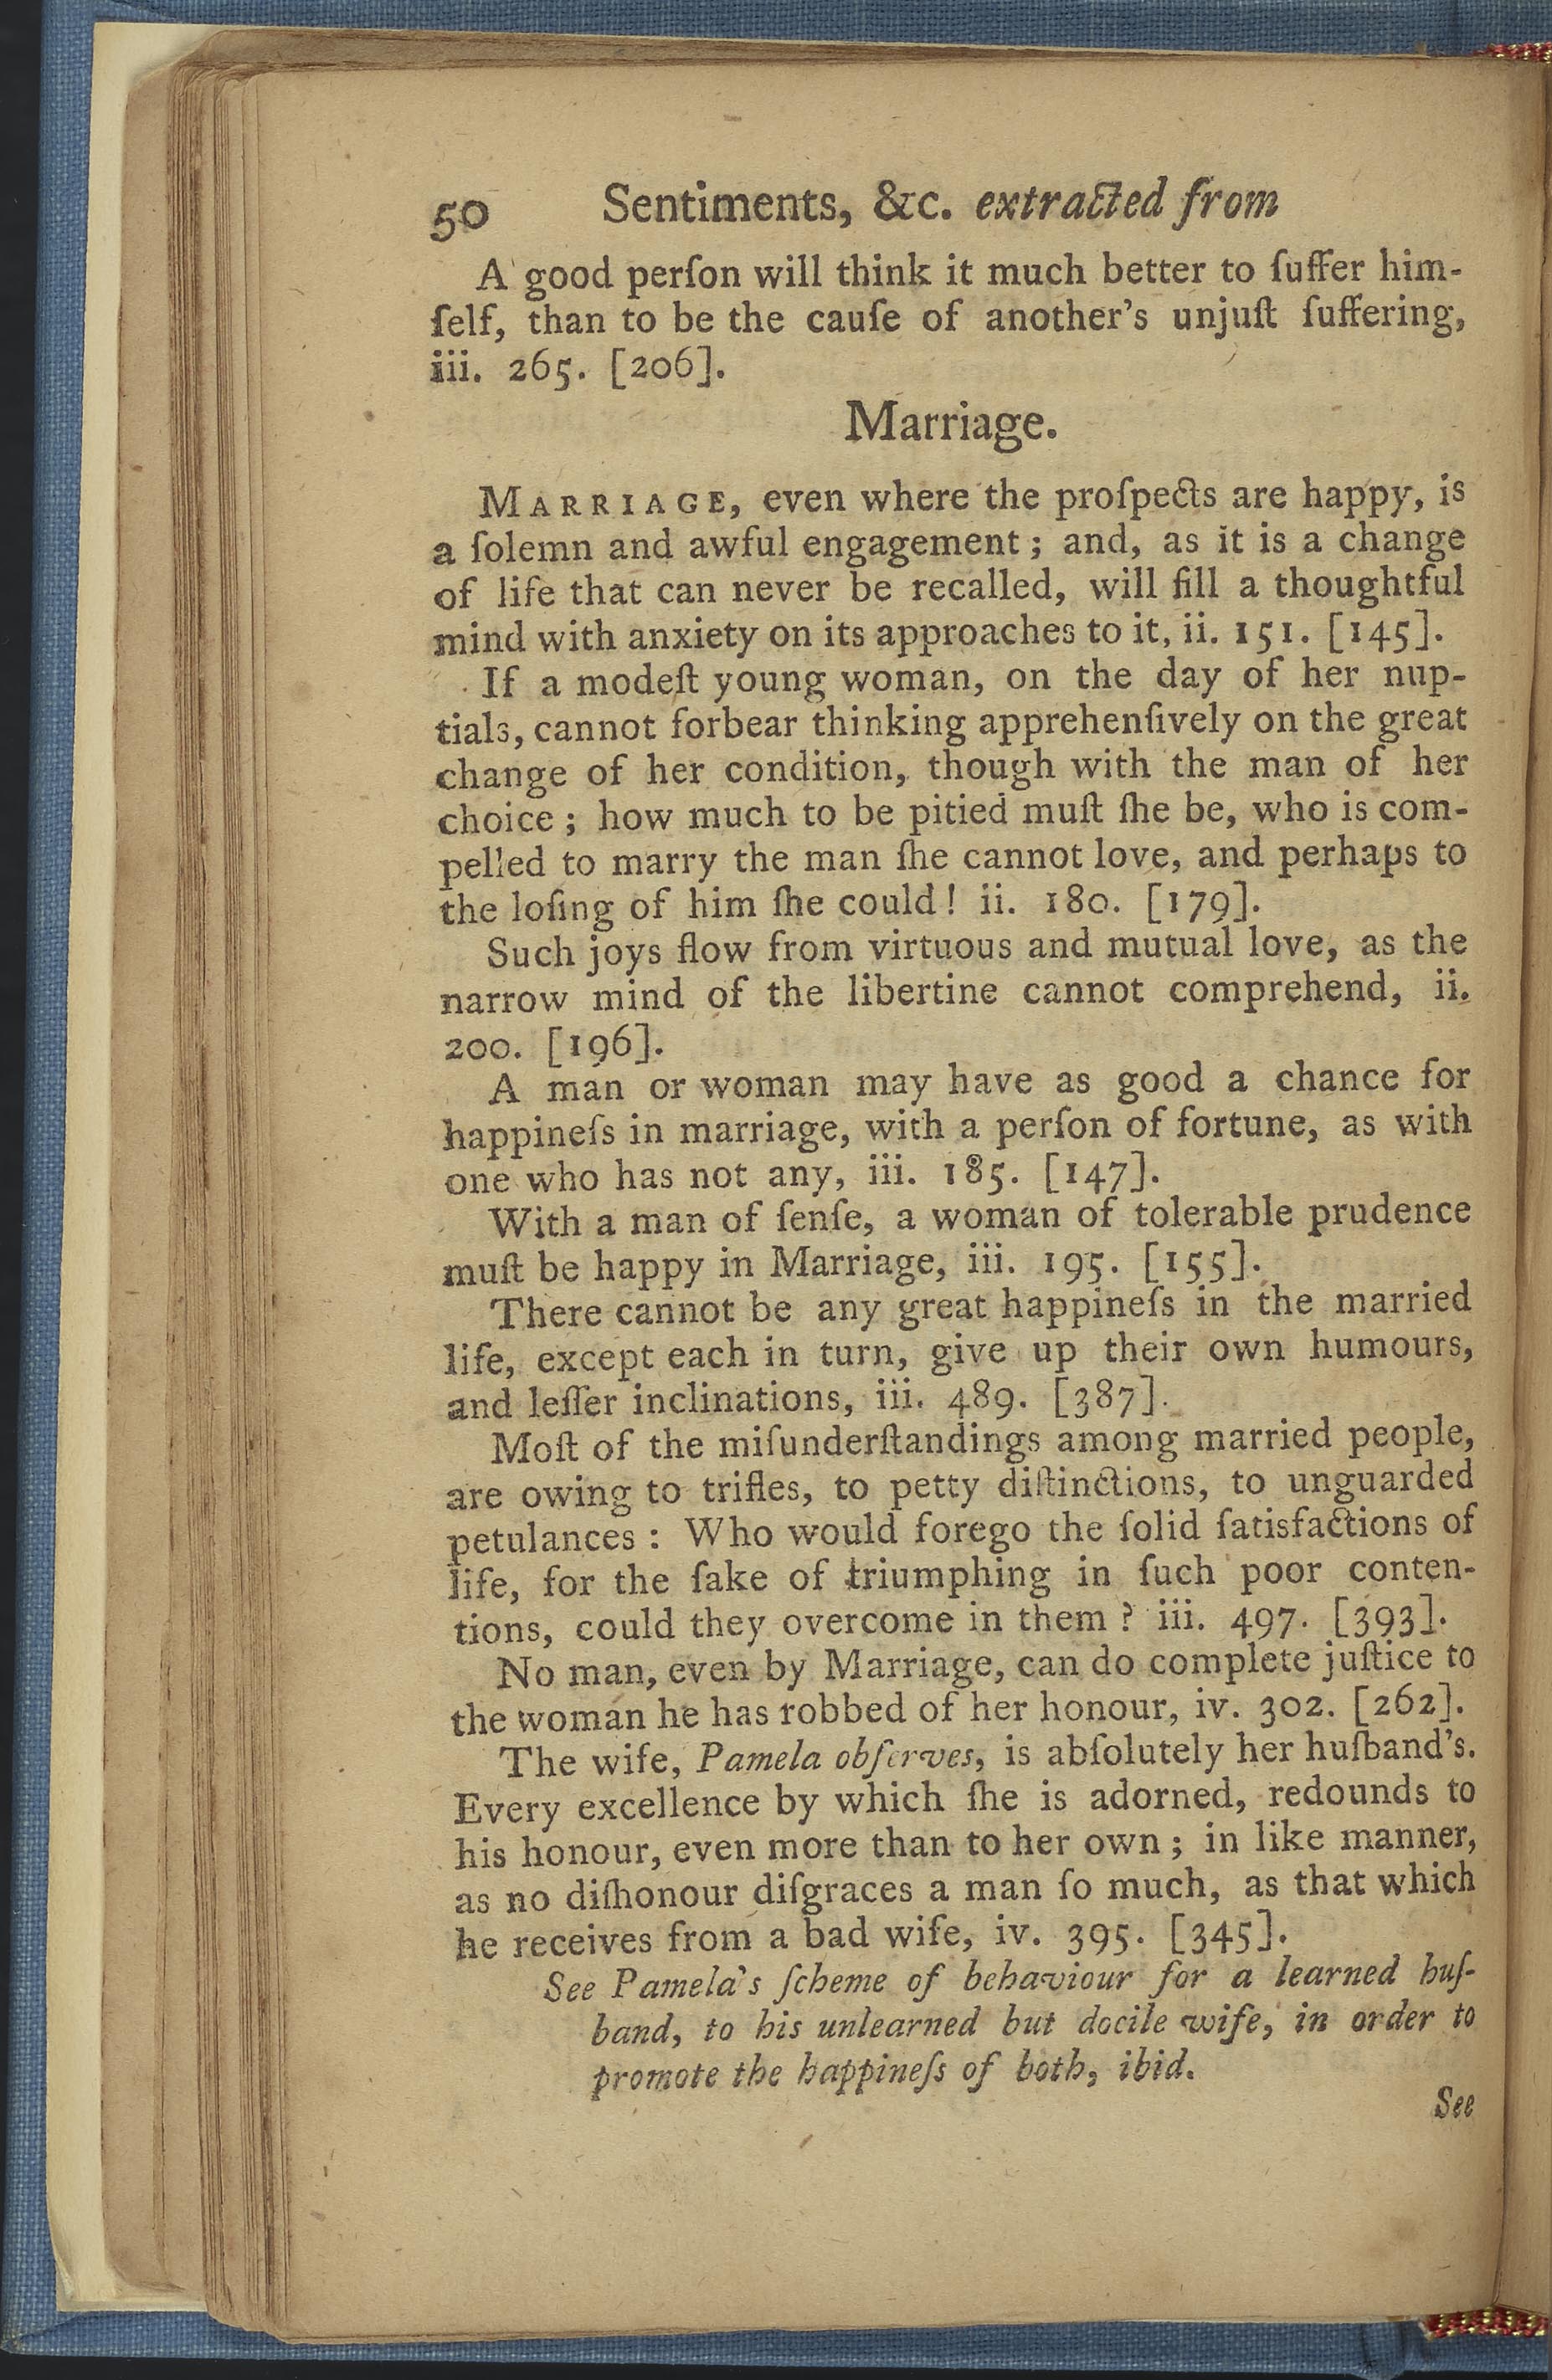 50 Sentiments, &c. extracted from
A good perſon will think it much better to ſuffer him-
ſelf, than to be the cauſe of another's unjuſt ſuffering,
iii. 265. [206].
Marriage.
MARRIAGE, even where the proſpects are happy, is
a ſolemn and awful engagement; and, as it is a change
of life that can never be recalled, will fill a thoughtful
mind with anxiety on its approaches to it, ii. 151. [145].
If a modeſt young woman, on the day of her nup-
tials, cannot forbear thinking apprehenſively on the great
change of her condition, though with the man of her
choice; how much to be pitied muſt ſhe be, who is com-
pelled to marry the man ſhe cannot love, and perhaps to
the loſing of him ſhe could! ii. 180. [179].
Such joys flow from virtuous and mutual love, as the
narrow mind of the libertine cannot comprehend, ii.
200. [196].
A man or woman may have as good a chance for
happineſs in marriage, with a perſon of fortune, as with
one who has not any, iii. 185. [147].
With a man of ſenſe, a woman of tolerable prudence
muſt be happy in Marriage, iii. 195. [155].
There cannot be any great happineſs in the married
life, except each in turn, give up their own humours,
and leſſer inclinations, iii. 489. [387].
Moſt of the miſunderſtandings among married people,
are owing to trifles, to petty diſtinctions, to unguarded
petulances: Who would forego the ſolid ſatisfactions of
life, for the ſake of triumphing in ſuch poor conten-
tions, could they overcome in them? iii. 497. [393].
No man, even by Marriage, can do complete juſtice to
the woman he has robbed of her honour, iv. 302. [262].
The wife, Pamela obſerves, is abſolutely her huſband's.
Every excellence by which ſhe is adorned, redounds to
his honour, even more than to her own; in like manner,
as no diſhonour diſgraces a man ſo much, as that which
he receives from a bad wife, iv. 395. [345].
See Pamela's ſcheme of behaviour for a learned huſ-
band, to his unlearned but docile wife, in order to
promote the happineſs of both, ibid.
See